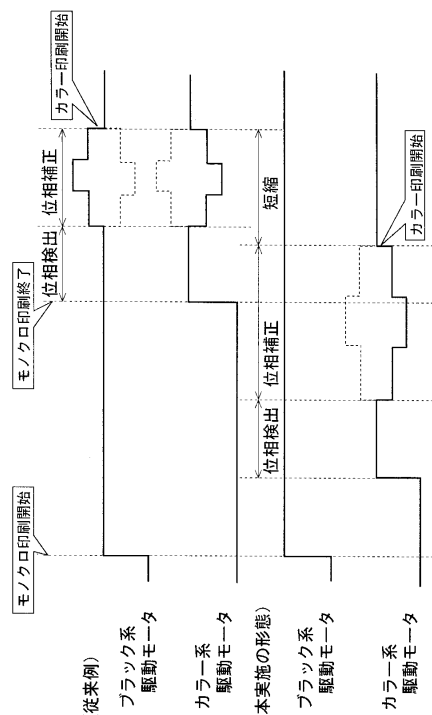 モノクロ印刷開始
モノクロ印刷終了
カラー印刷開始
従来例)
位相検出
位相補正
ブラック系
駆動モータ
カラー系
駆動モータ
本実施の形態)
位相検出
位相補正
短縮
ブラック系
駆動モータ
カラー印刷開始
カラー系
駆動モータ